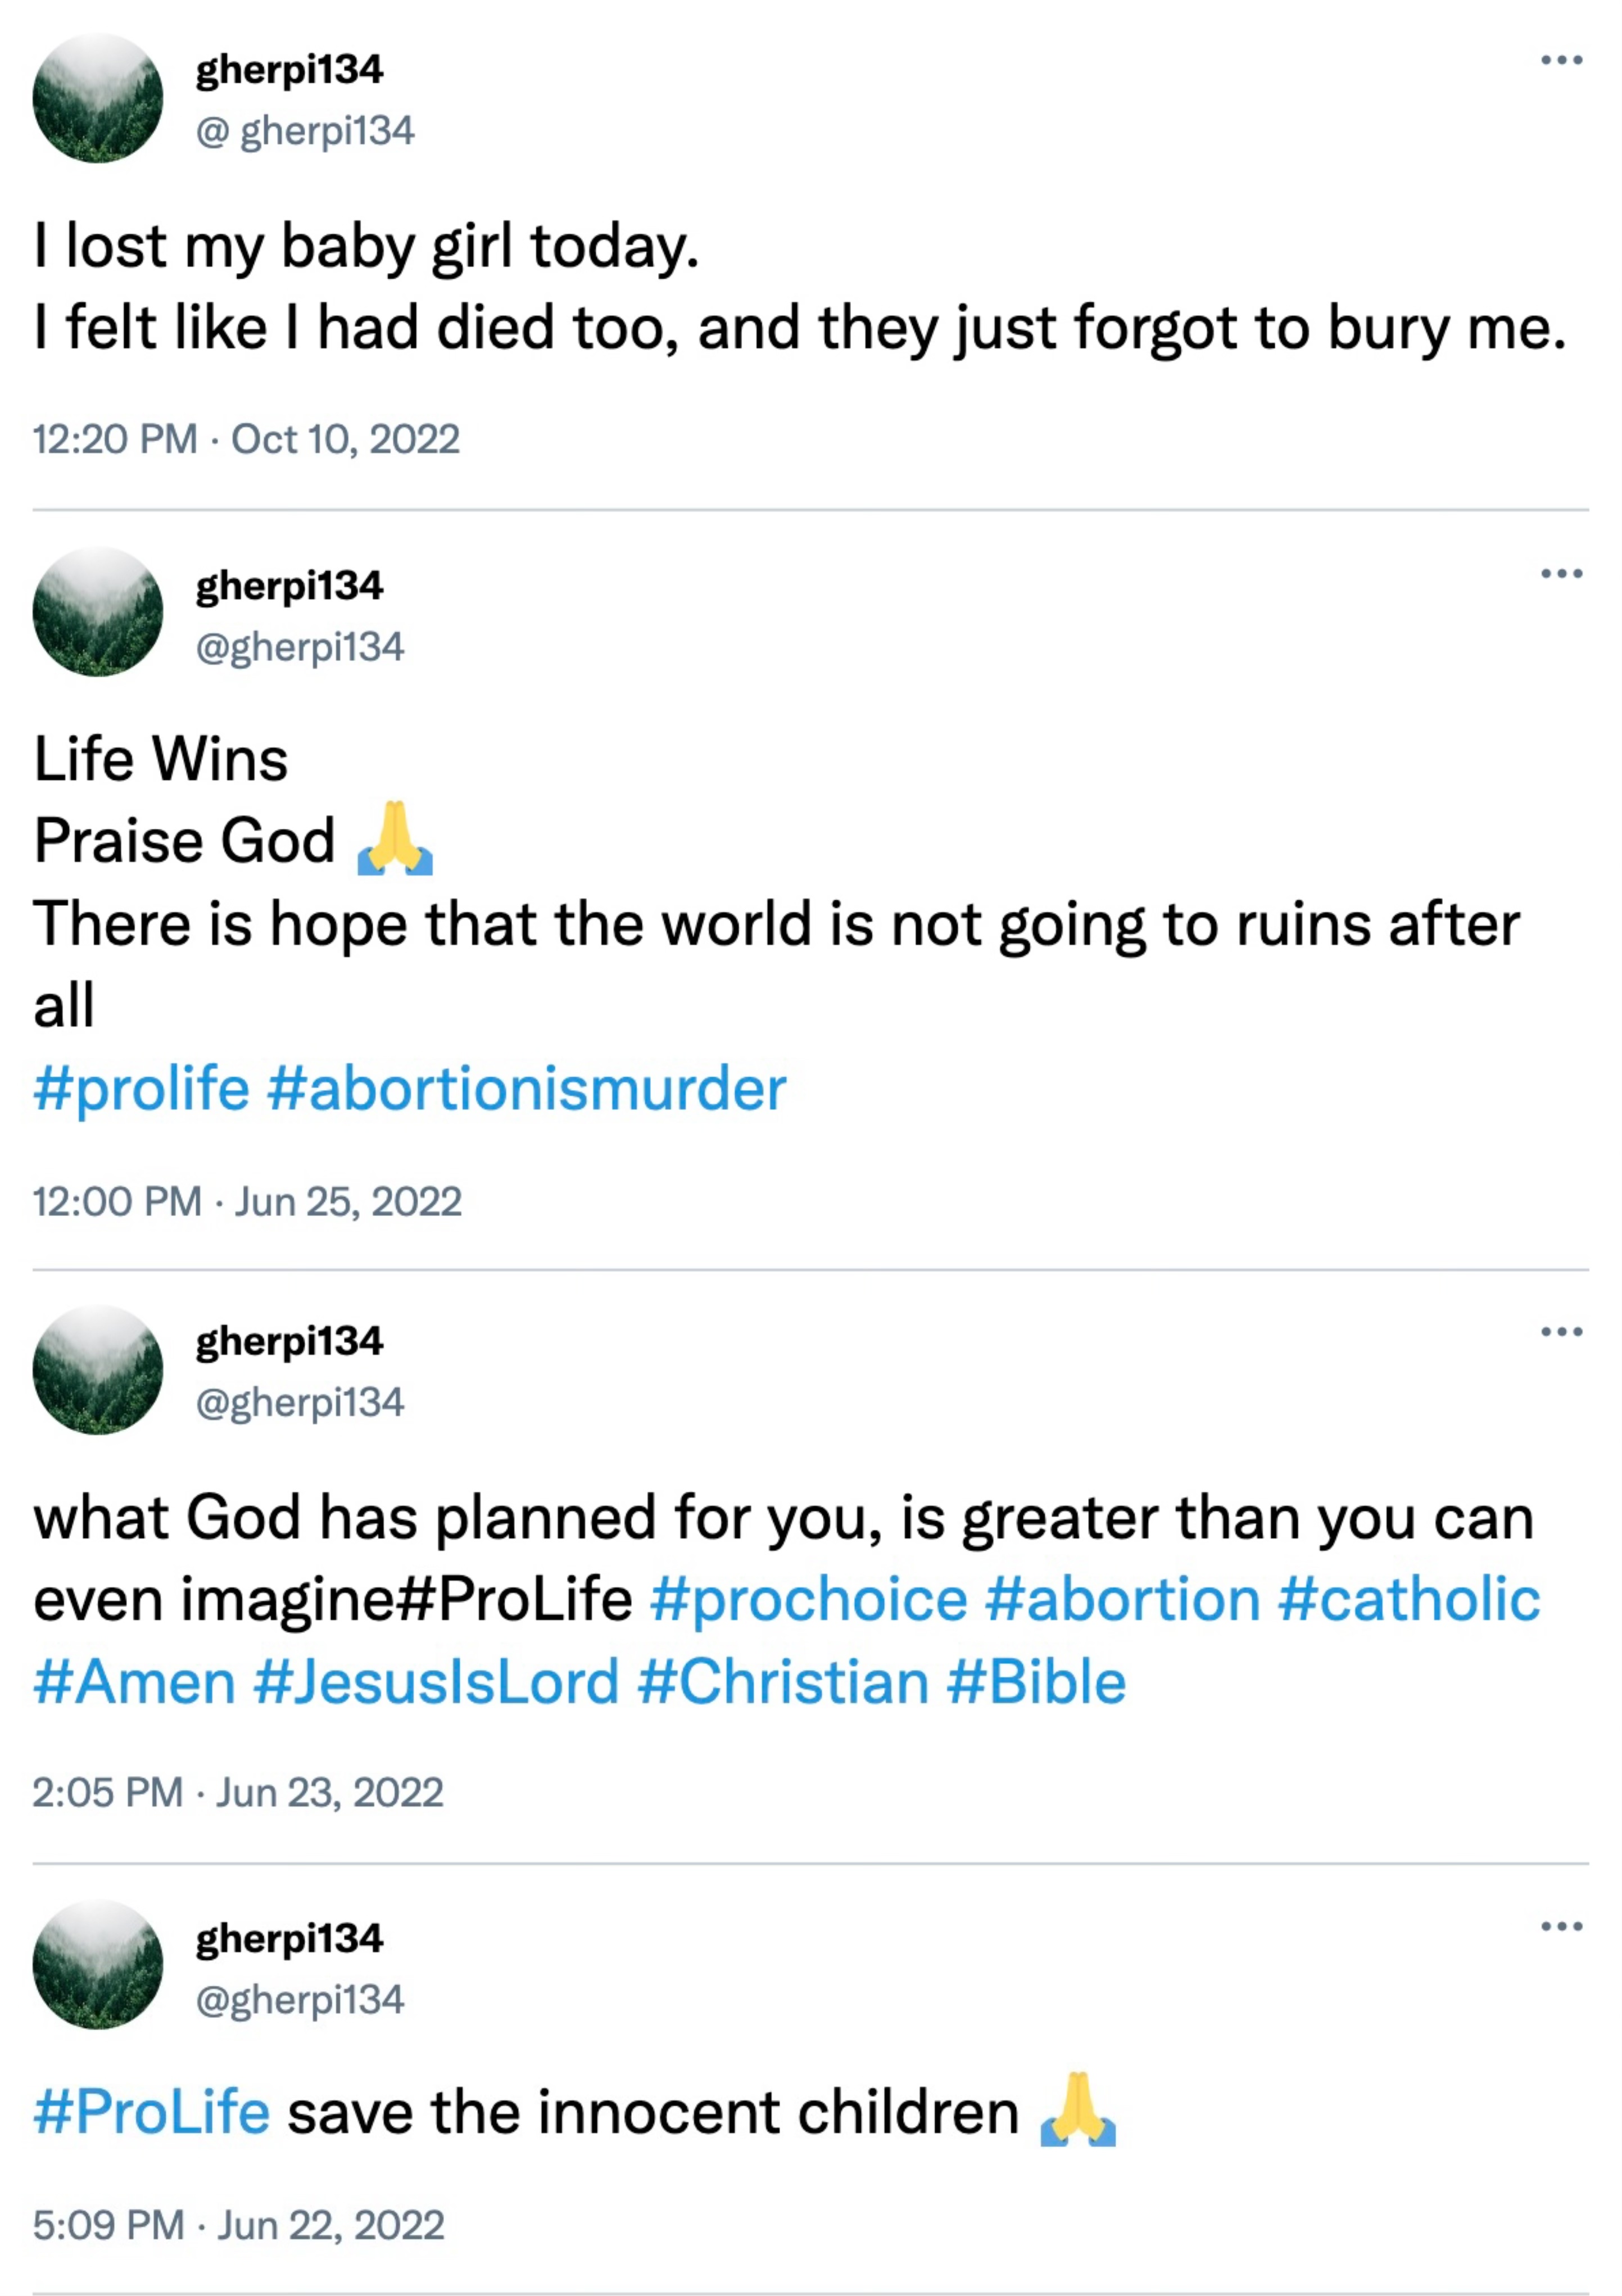 gherpi134
@ gherpi134
I lost my baby girl today.
I felt like I had died too, and they just forgot to bury me.
12:20 PM · Oct 10, 2022
gherpi134
@gherpi134
Life Wins
Praise God 🙏
There is hope that the world is not going to ruins after
all
#prolife #abortionismurder
12:00 PM · Jun 25, 2022
gherpi134
@gherpi134
what God has planned for you, is greater than you can
even imagine#ProLife #prochoice #abortion #catholic
#Amen #JesusIsLord #Christian #Bible
2:05 PM · Jun 23, 2022
gherpi134
@gherpi134
#ProLife save the innocent children 🙏
5:09 PM · Jun 22, 2022